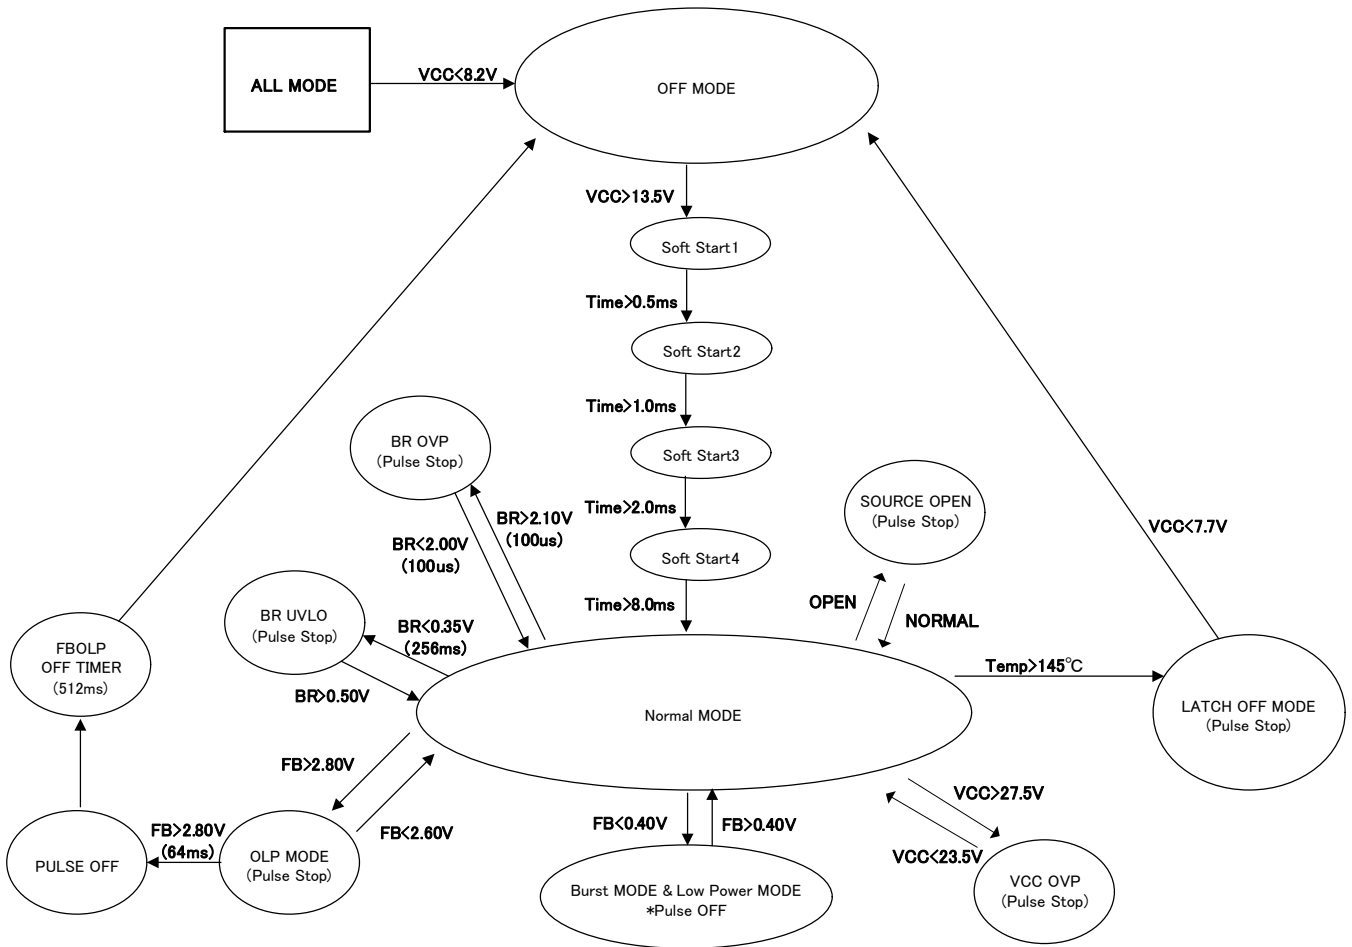 ALL MODE
VCC<8.2V
OFF MODE
VCC>13.5V
Soft Start1
Time>0.5ms
Soft Start2
Time>1.0ms
Soft Start3
Time>2.0ms
Soft Start4
Time>8.0ms
BR OVP
(Pulse Stop)
BR>2.10V
(100us)
BR<2.00V
(100us)
SOURCE OPEN
(Pulse Stop)
OPEN
NORMAL
VCC<7.7V
BR UVLO
(Pulse Stop)
BR<0.35V
(256ms)
BR>0.50V
FBOLP
OFF TIMER
(512ms)
Normal MODE
Temp>145℃
LATCH OFF MODE
(Pulse Stop)
FB>2.80V
FB<2.60V
FB>2.80V
(64ms)
PULSE OFF
OLP MODE
(Pulse Stop)
FB<0.40V
FB>0.40V
Burst MODE & Low Power MODE
*Pulse OFF
VCC>27.5V
VCC<23.5V
VCC OVP
(Pulse Stop)